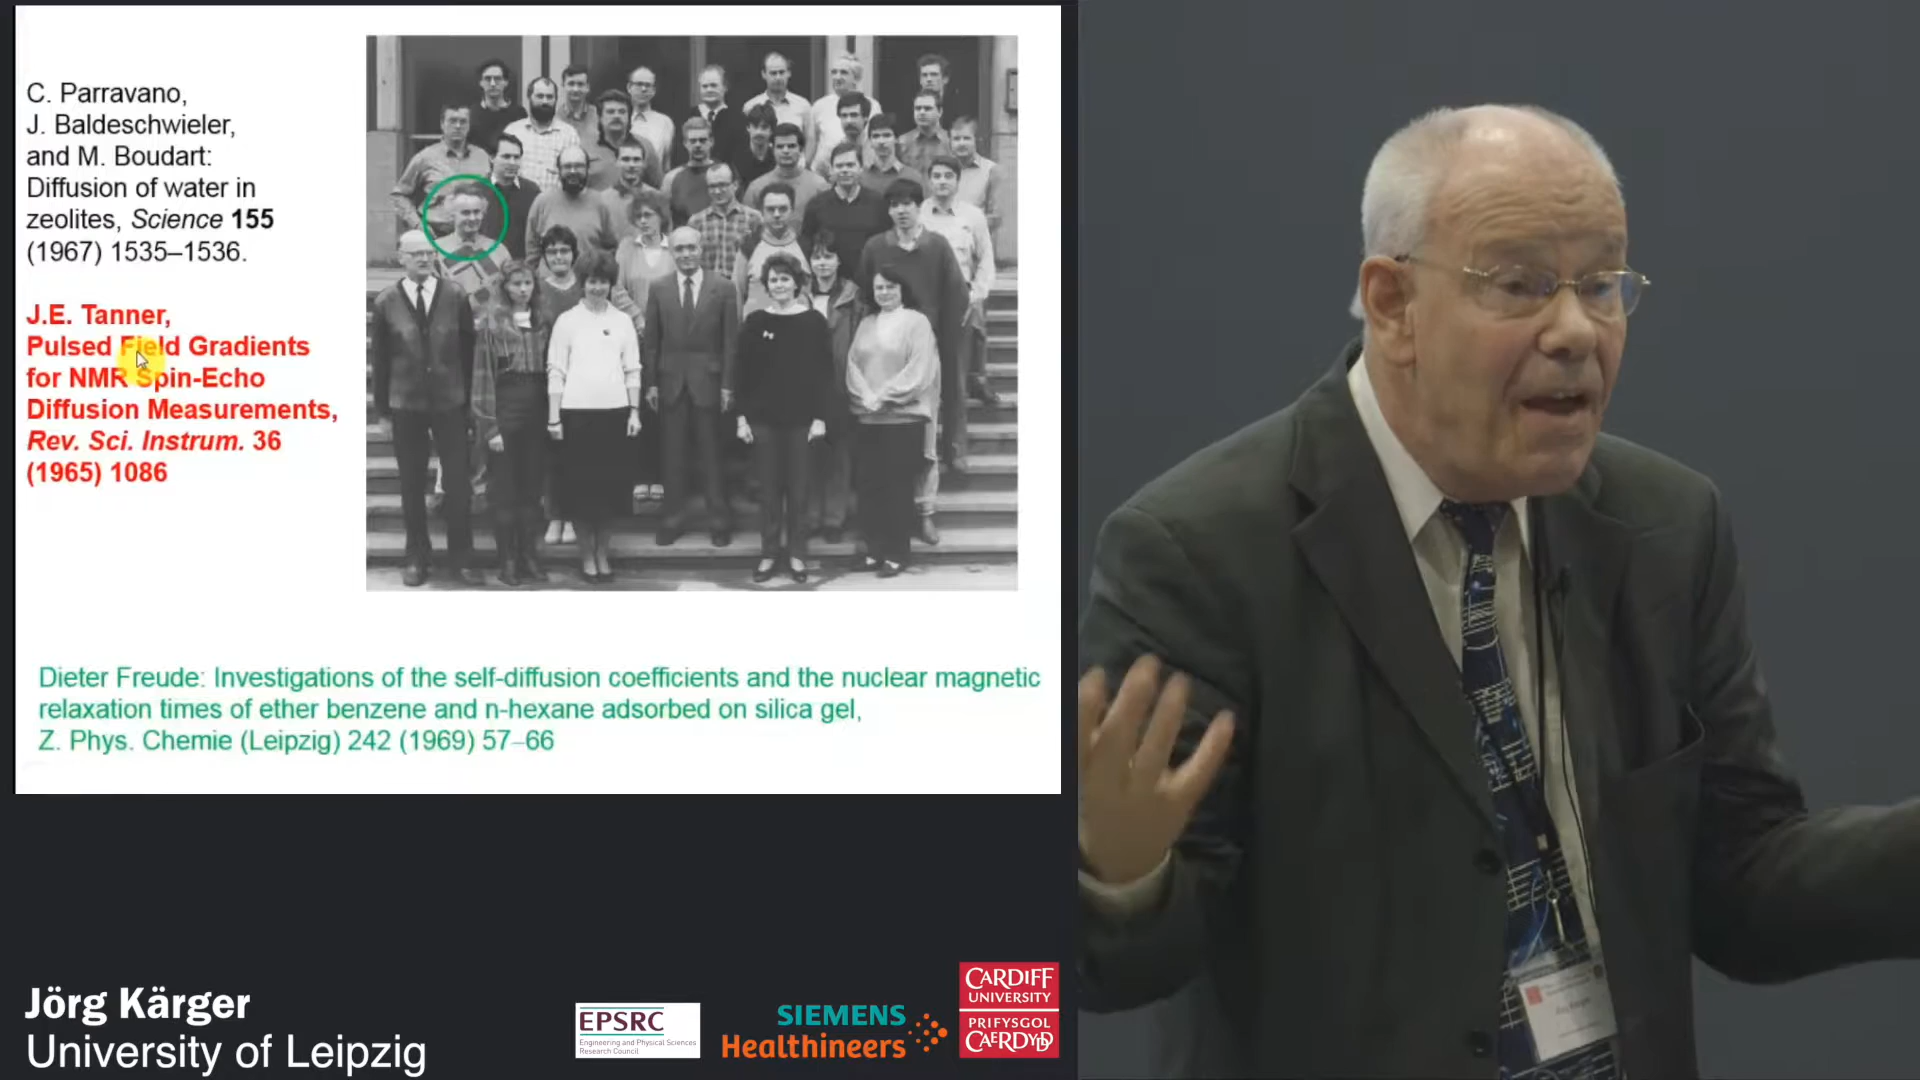 C. Parravano,
J. Baldeschwieler,
and M. Boudart:
Diffusion of water in
zeolites, Science 155
(1967) 1535–1536.
J.E. Tanner,
Pulsed Field Gradients
for NMR Spin-Echo
Diffusion Measurements,
Rev. Sci. Instrum. 36
(1965) 1086
Dieter Freude: Investigations of the self-diffusion coefficients and the nuclear magnetic
relaxation times of ether benzene and n-hexane adsorbed on silica gel,
Z. Phys. Chemie (Leipzig) 242 (1969) 57–66
Jörg Kärger
University of Leipzig
EPSRC
Engineering and Physical Sciences
Research Council
SIEMENS
Healthineers
CARDIFF
UNIVERSITY
PRIFYSGOL
CAERDYDD